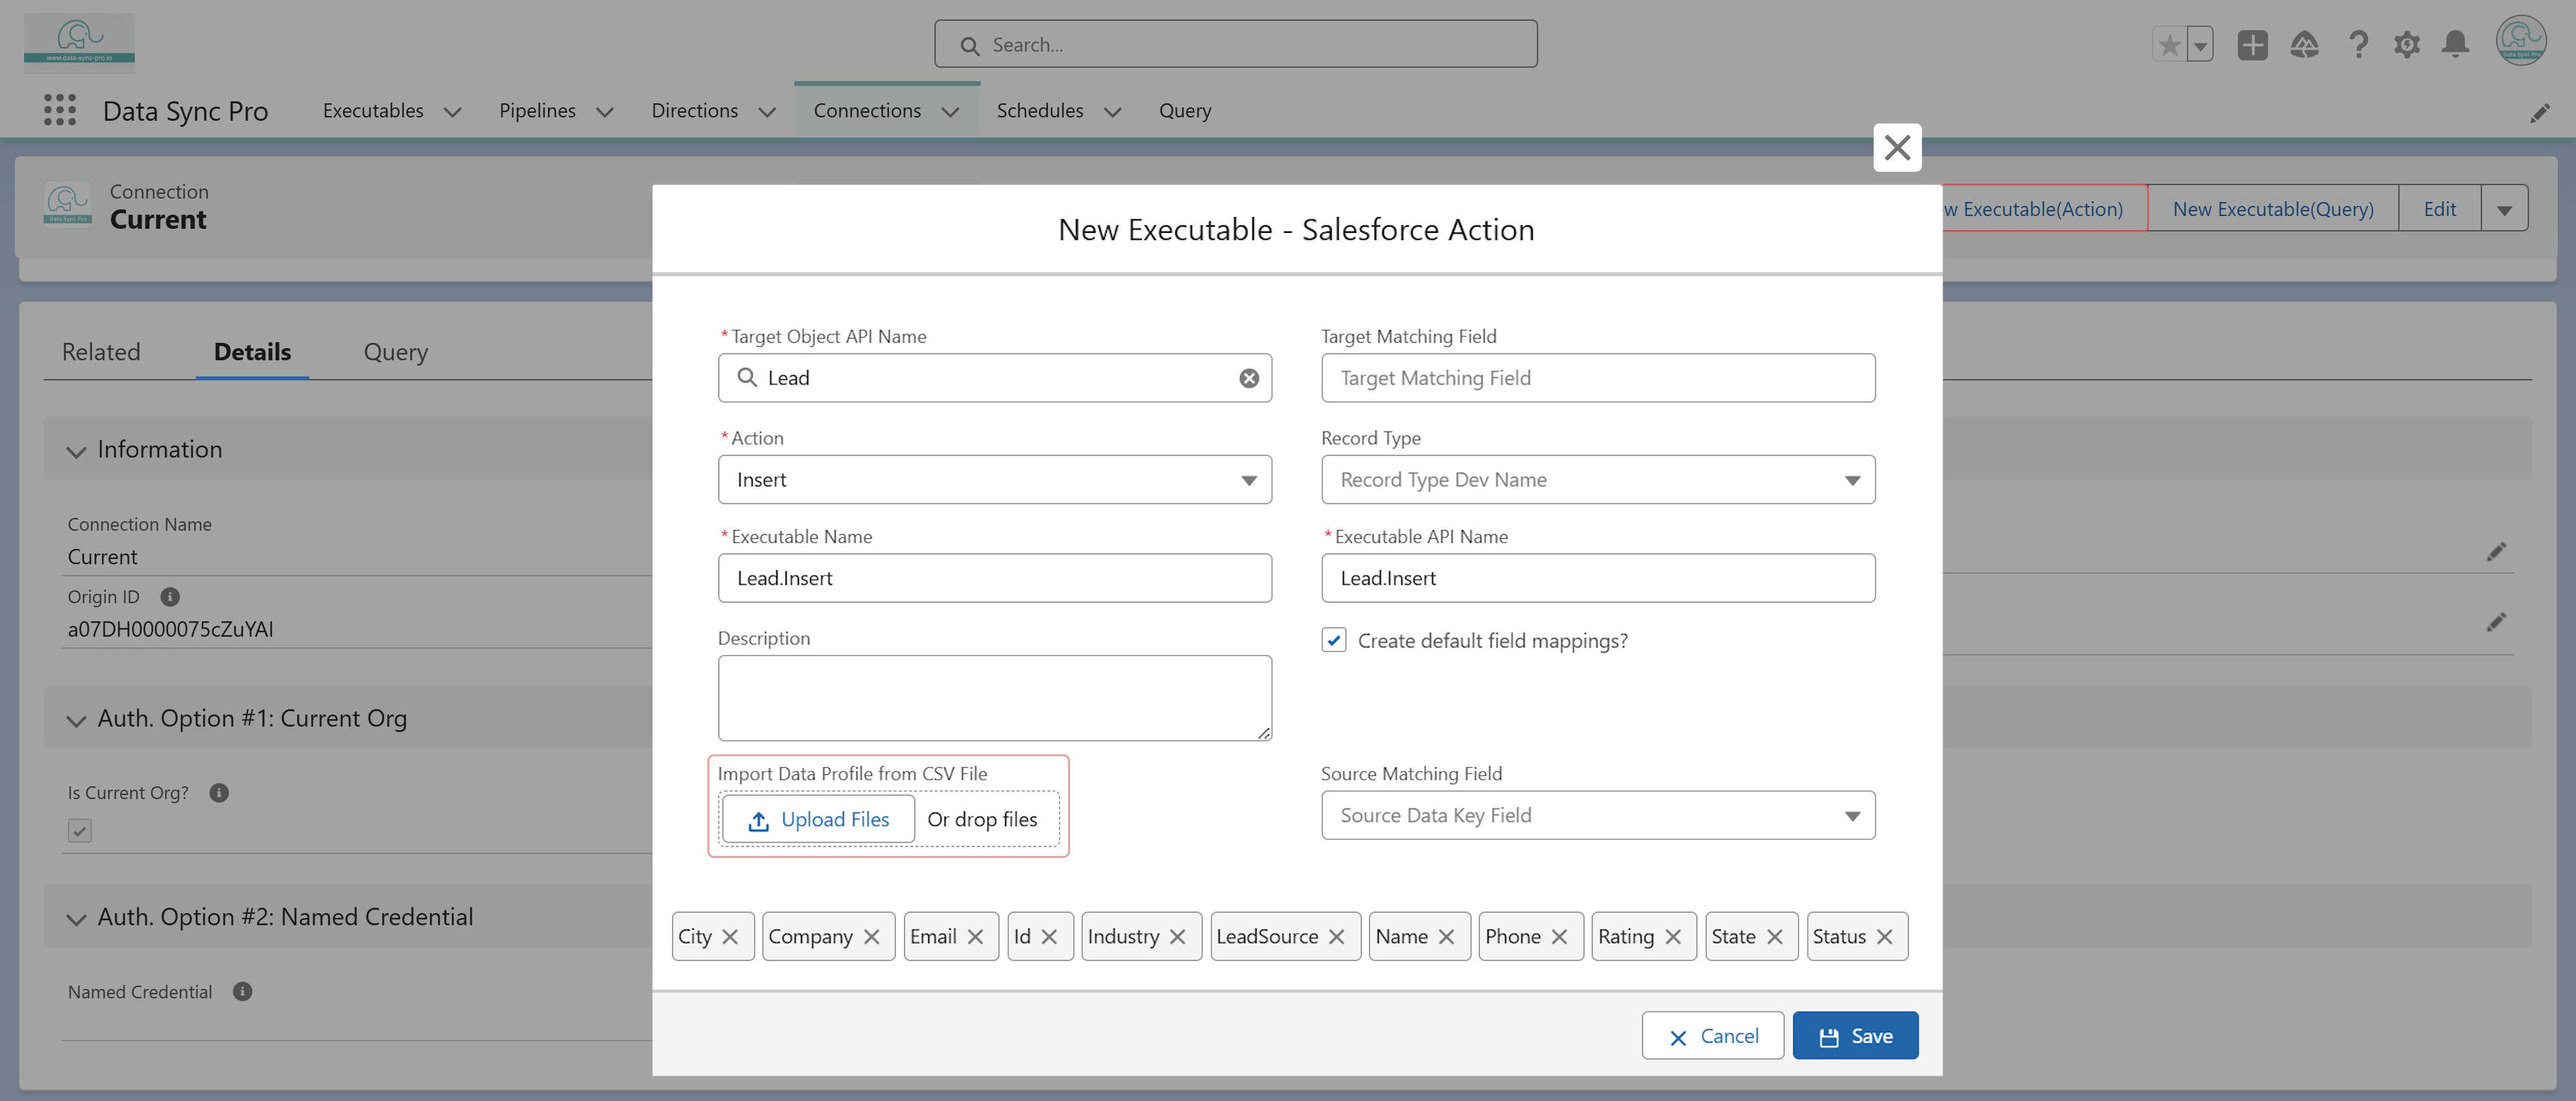 www.data-sync-pro.io
Search...
Data Sync Pro
Executables
Pipelines
Directions
Connections
Schedules
Query
Connection
Current
w Executable(Action)
New Executable(Query)
Edit
Related
Details
Query
Information
Connection Name
Current
Origin ID
a07DH0000075cZuYAI
Auth. Option #1: Current Org
Is Current Org?
Auth. Option #2: Named Credential
Named Credential
New Executable - Salesforce Action
*Target Object API Name
Lead
Target Matching Field
Target Matching Field
*Action
Insert
Record Type
Record Type Dev Name
*Executable Name
Lead.Insert
*Executable API Name
Lead.Insert
Description
Create default field mappings?
Import Data Profile from CSV File
Upload Files
Or drop files
Source Matching Field
Source Data Key Field
City
Company
Email
Id
Industry
LeadSource
Name
Phone
Rating
State
Status
Cancel
Save